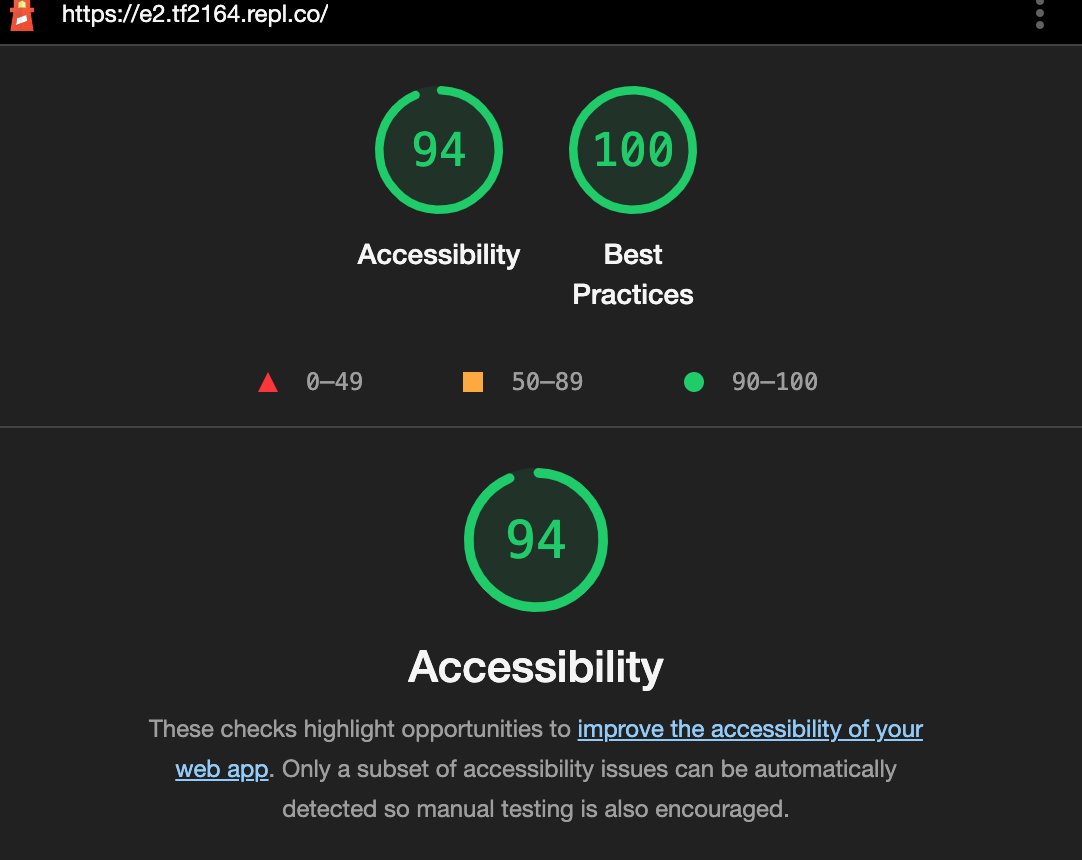 https://e2.tf2164.repl.co/
94 100
Accessibility Best
Practices
0–49 50–89 90–100
94
Accessibility
These checks highlight opportunities to improve the accessibility of your
web app. Only a subset of accessibility issues can be automatically
detected so manual testing is also encouraged.